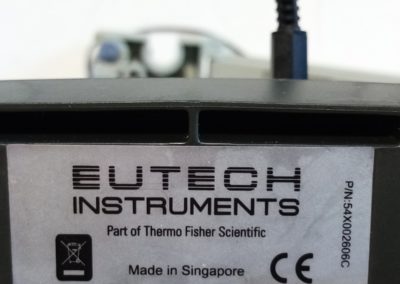 EUTECH
INSTRUMENTS
Part of Thermo Fisher Scientific
Made in Singapore
CE
P/N:54X002606C